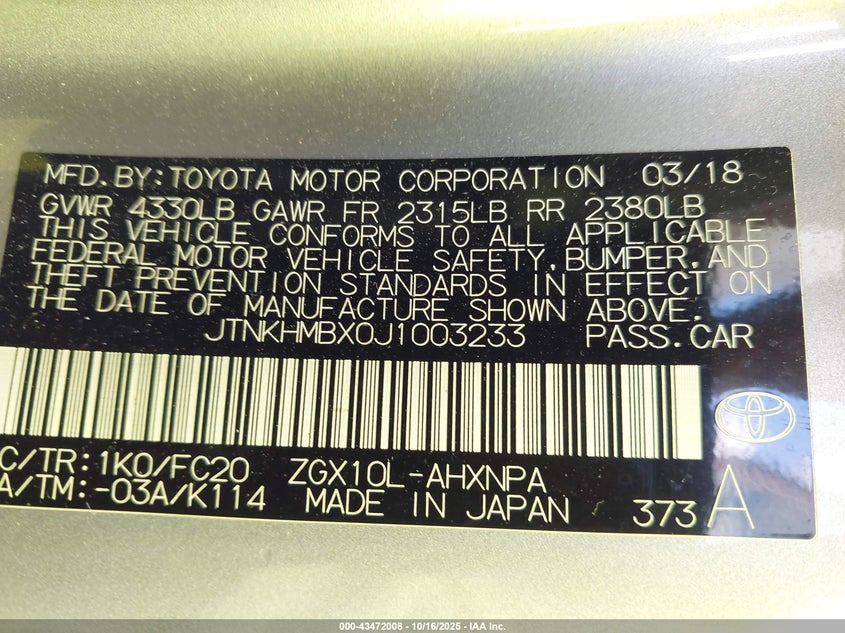 MFD.BY:TOYOTA MOTOR CORPORATION 03/18
GVWR 4330LB GAWR FR 2315LB RR 2380LB
THIS VEHICLE CONFORMS TO ALL APPLICABLE
FEDERAL MOTOR VEHICLE SAFETY,BUMPER,AND
THEFT PREVENTION STANDARDS IN EFFECT ON
THE DATE OF MANUFACTURE SHOWN ABOVE.
JTNKHMBX0J1003233 PASS.CAR
C/TR:1K0/FC20 ZGX10L-AHXNPA
A/TM:-03A/K114 MADE IN JAPAN 373 A
000-43472008 - 10/16/2025 - IAA Inc.